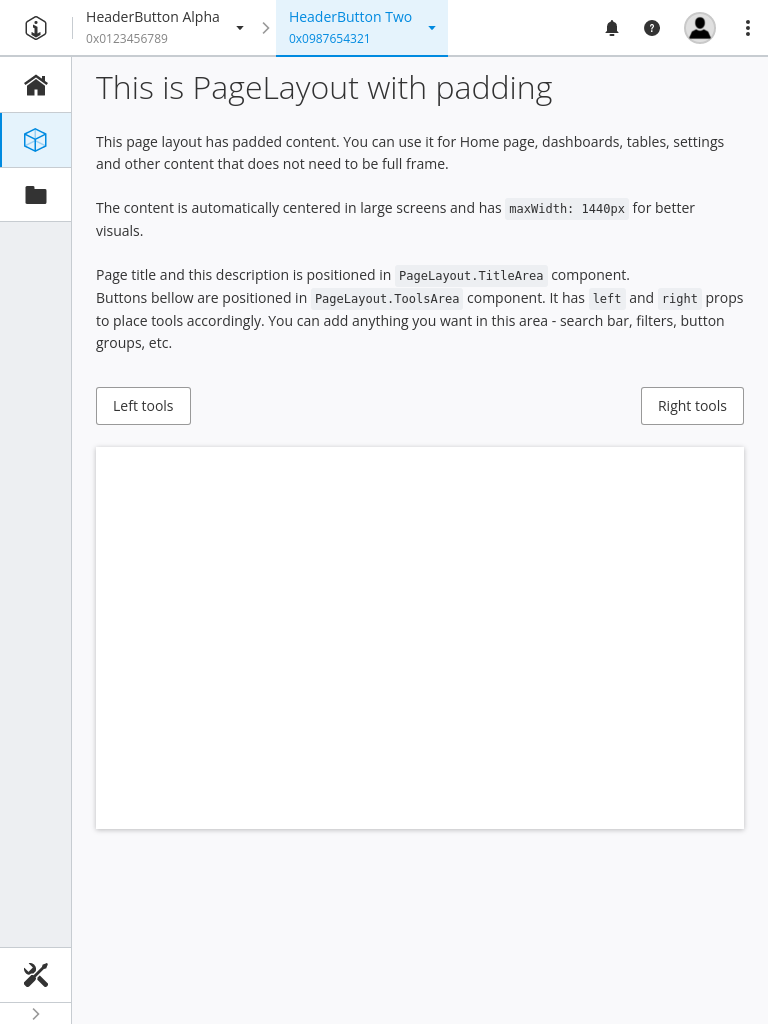 HeaderButton Alpha
0x0123456789
HeaderButton Two
0x0987654321
This is PageLayout with padding
This page layout has padded content. You can use it for Home page, dashboards, tables, settings
and other content that does not need to be full frame.
The content is automatically centered in large screens and has maxWidth: 1440px for better
visuals.
Page title and this description is positioned in PageLayout.TitleArea component.
Buttons bellow are positioned in PageLayout.ToolsArea component. It has left and right props
to place tools accordingly. You can add anything you want in this area - search bar, filters, button
groups, etc.
Left tools
Right tools